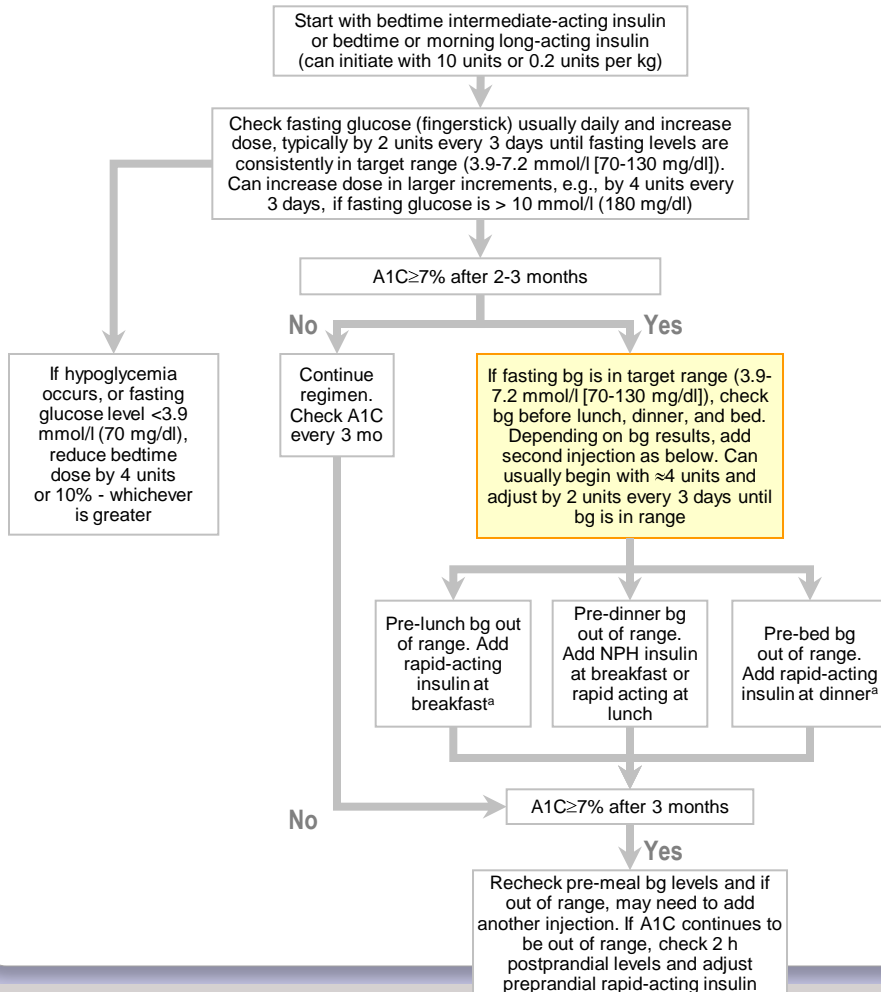 Start with bedtime intermediate-acting insulin
or bedtime or morning long-acting insulin
(can initiate with 10 units or 0.2 units per kg)
Check fasting glucose (fingerstick) usually daily and increase
dose, typically by 2 units every 3 days until fasting levels are
consistently in target range (3.9-7.2 mmol/l [70-130 mg/dl]).
Can increase dose in larger increments, e.g., by 4 units every
3 days, if fasting glucose is > 10 mmol/l (180 mg/dl)
A1C≥7% after 2-3 months
No
Yes
If hypoglycemia
occurs, or fasting
glucose level <3.9
mmol/l (70 mg/dl),
reduce bedtime
dose by 4 units
or 10% - whichever
is greater
Continue
regimen.
Check A1C
every 3 mo
If fasting bg is in target range (3.9-
7.2 mmol/l [70-130 mg/dl]), check
bg before lunch, dinner, and bed.
Depending on bg results, add
second injection as below. Can
usually begin with ≈4 units and
adjust by 2 units every 3 days until
bg is in range
Pre-lunch bg out
of range. Add
rapid-acting
insulin at
breakfastᵃ
Pre-dinner bg
out of range.
Add NPH insulin
at breakfast or
rapid acting at
lunch
Pre-bed bg
out of range.
Add rapid-acting
insulin at dinnerᵃ
A1C≥7% after 3 months
No
Yes
Recheck pre-meal bg levels and if
out of range, may need to add
another injection. If A1C continues to
be out of range, check 2 h
postprandial levels and adjust
preprandial rapid-acting insulin